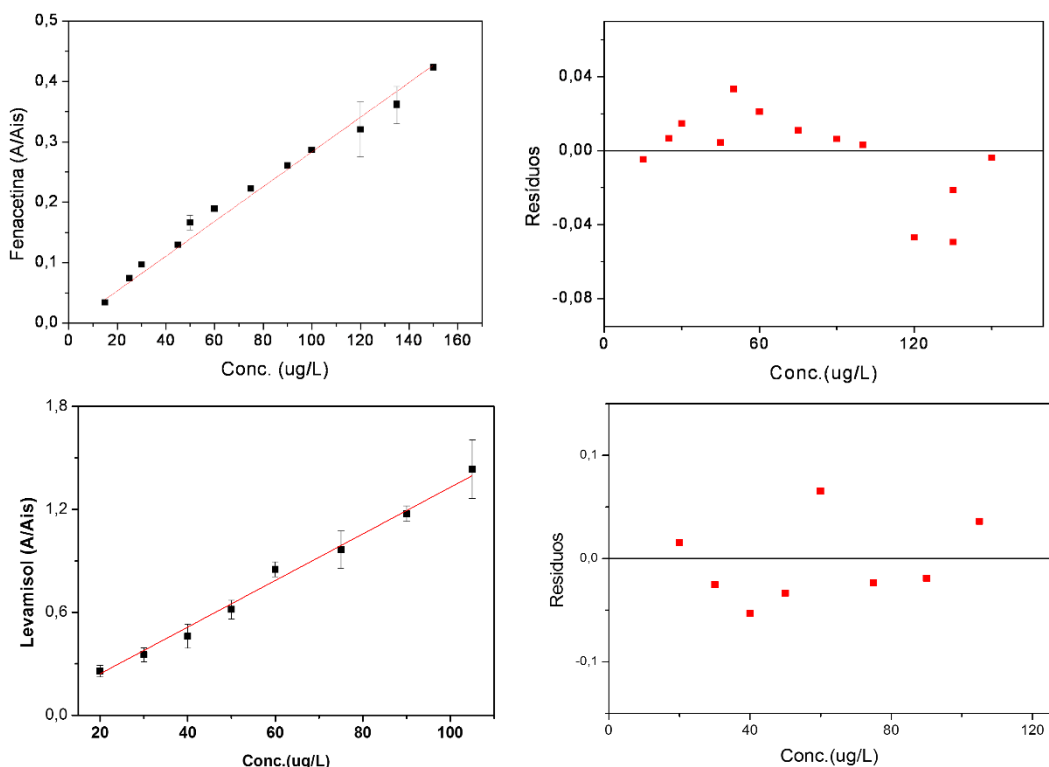 Fenacetina (A/Ais)
0,5
0,4
0,3
0,2
0,1
0,0
0 20 40 60 80 100 120 140 160
Conc. (ug/L)
Resíduos
0,04
0,00
-0,04
-0,08
0 60 120
Conc.(ug/L)
Levamisol (A/Ais)
1,8
1,2
0,6
0,0
20 40 60 80 100
Conc.(ug/L)
Residuos
0,1
0,0
-0,1
0 40 80 120
Conc.(ug/L)